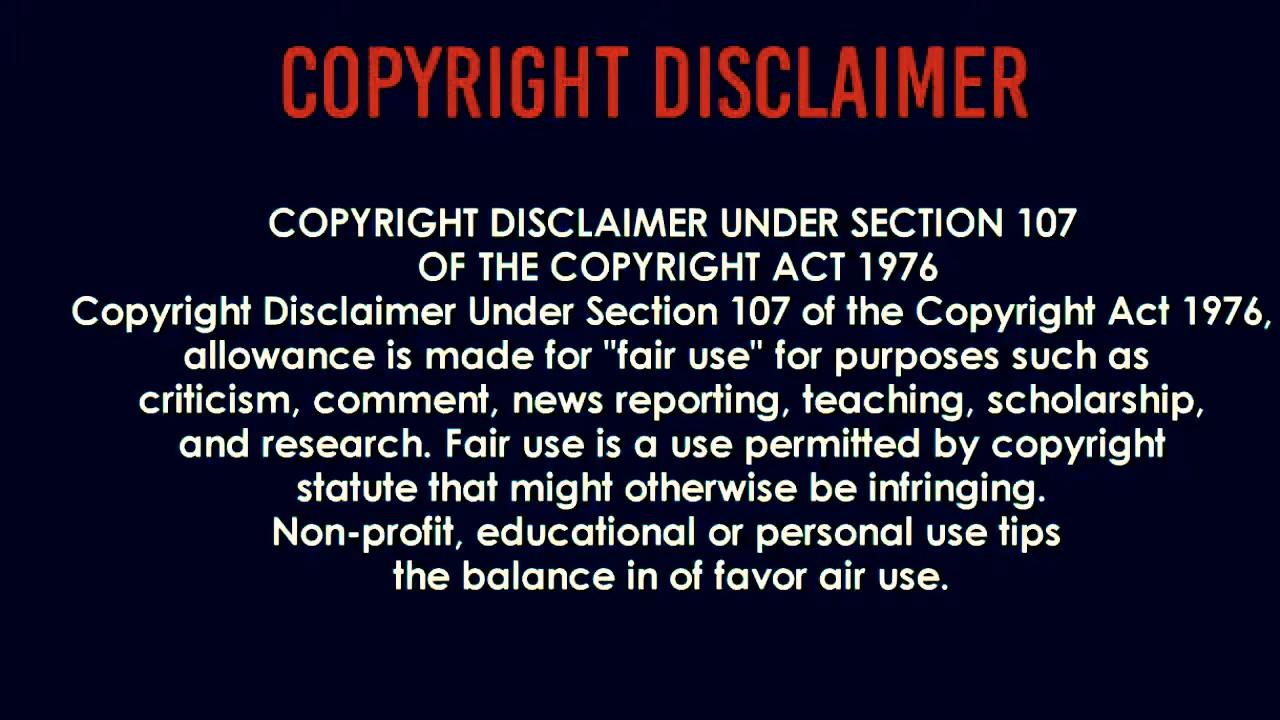 COPYRIGHT DISCLAIMER
COPYRIGHT DISCLAIMER UNDER SECTION 107
OF THE COPYRIGHT ACT 1976
Copyright Disclaimer Under Section 107 of the Copyright Act 1976,
allowance is made for "fair use" for purposes such as
criticism, comment, news reporting, teaching, scholarship,
and research. Fair use is a use permitted by copyright
statute that might otherwise be infringing.
Non-profit, educational or personal use tips
the balance in of favor air use.